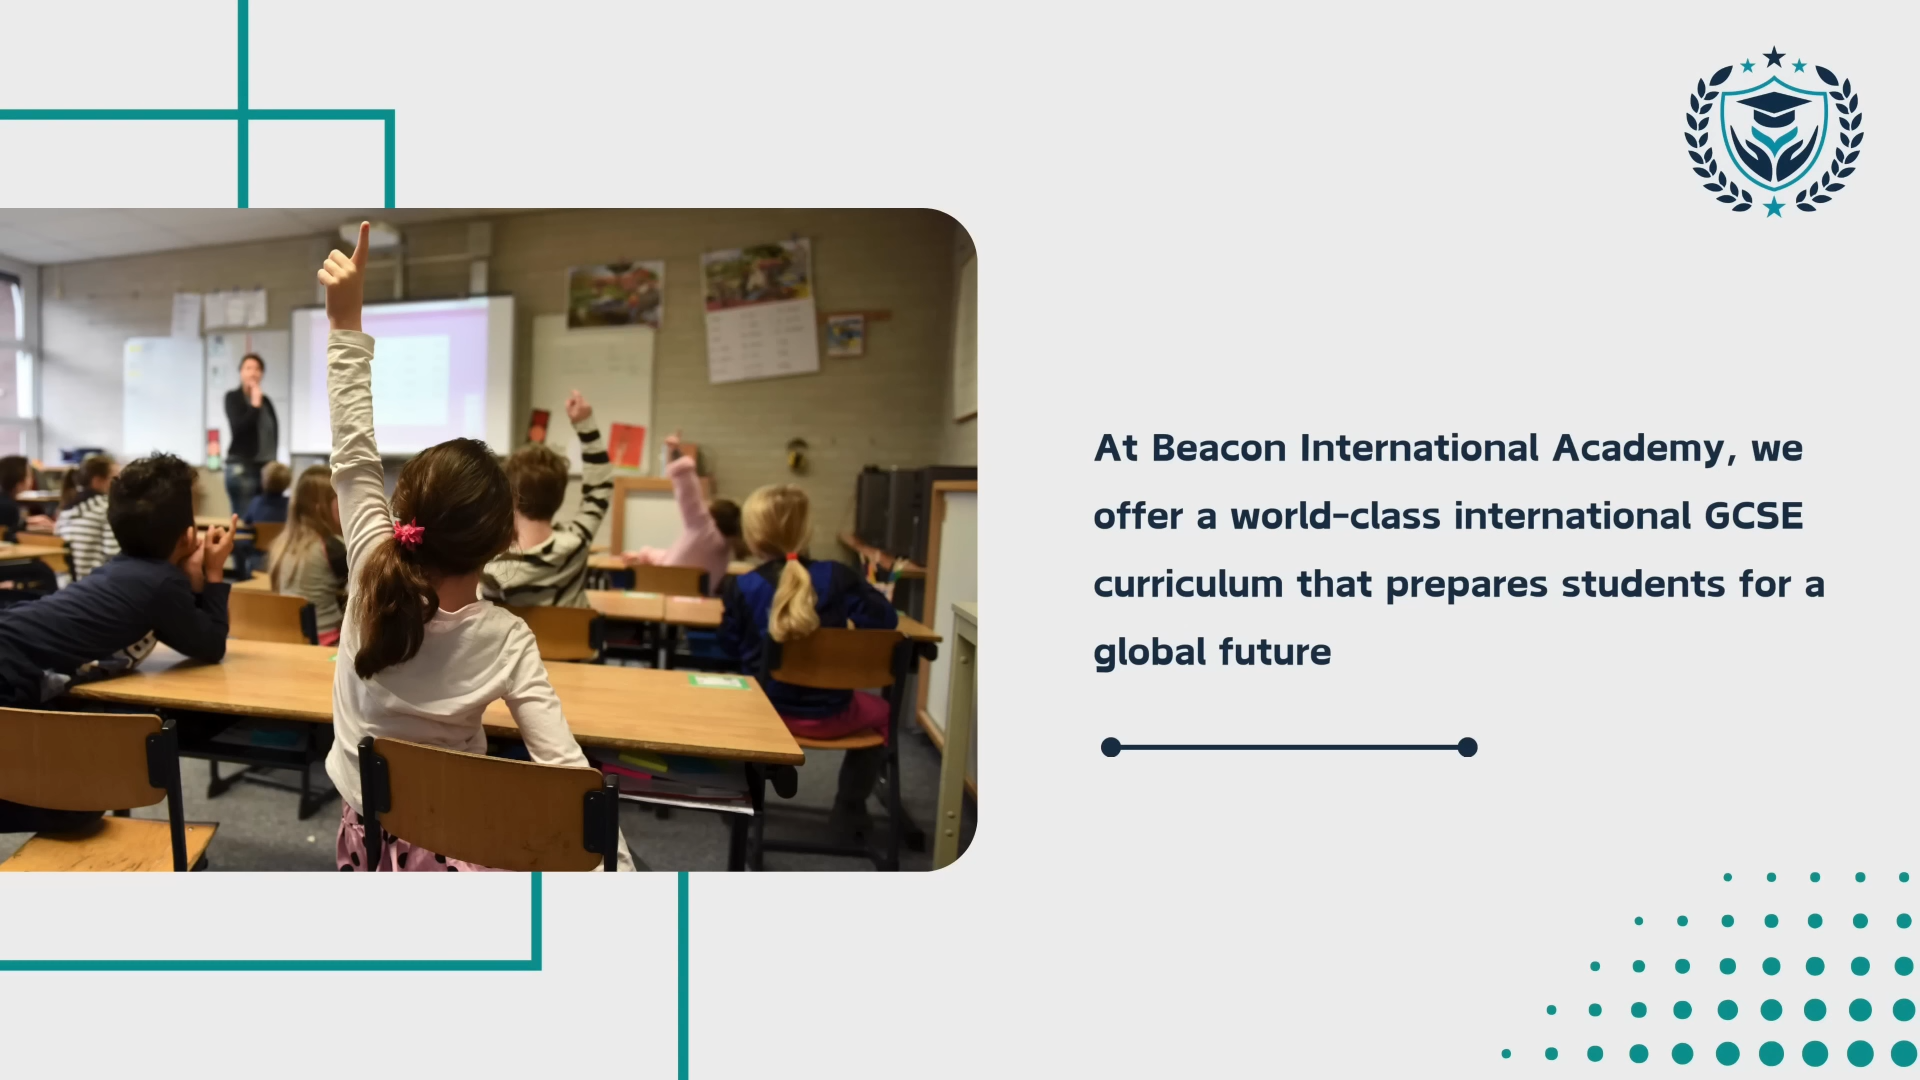 At Beacon International Academy, we
offer a world-class international GCSE
curriculum that prepares students for a
global future